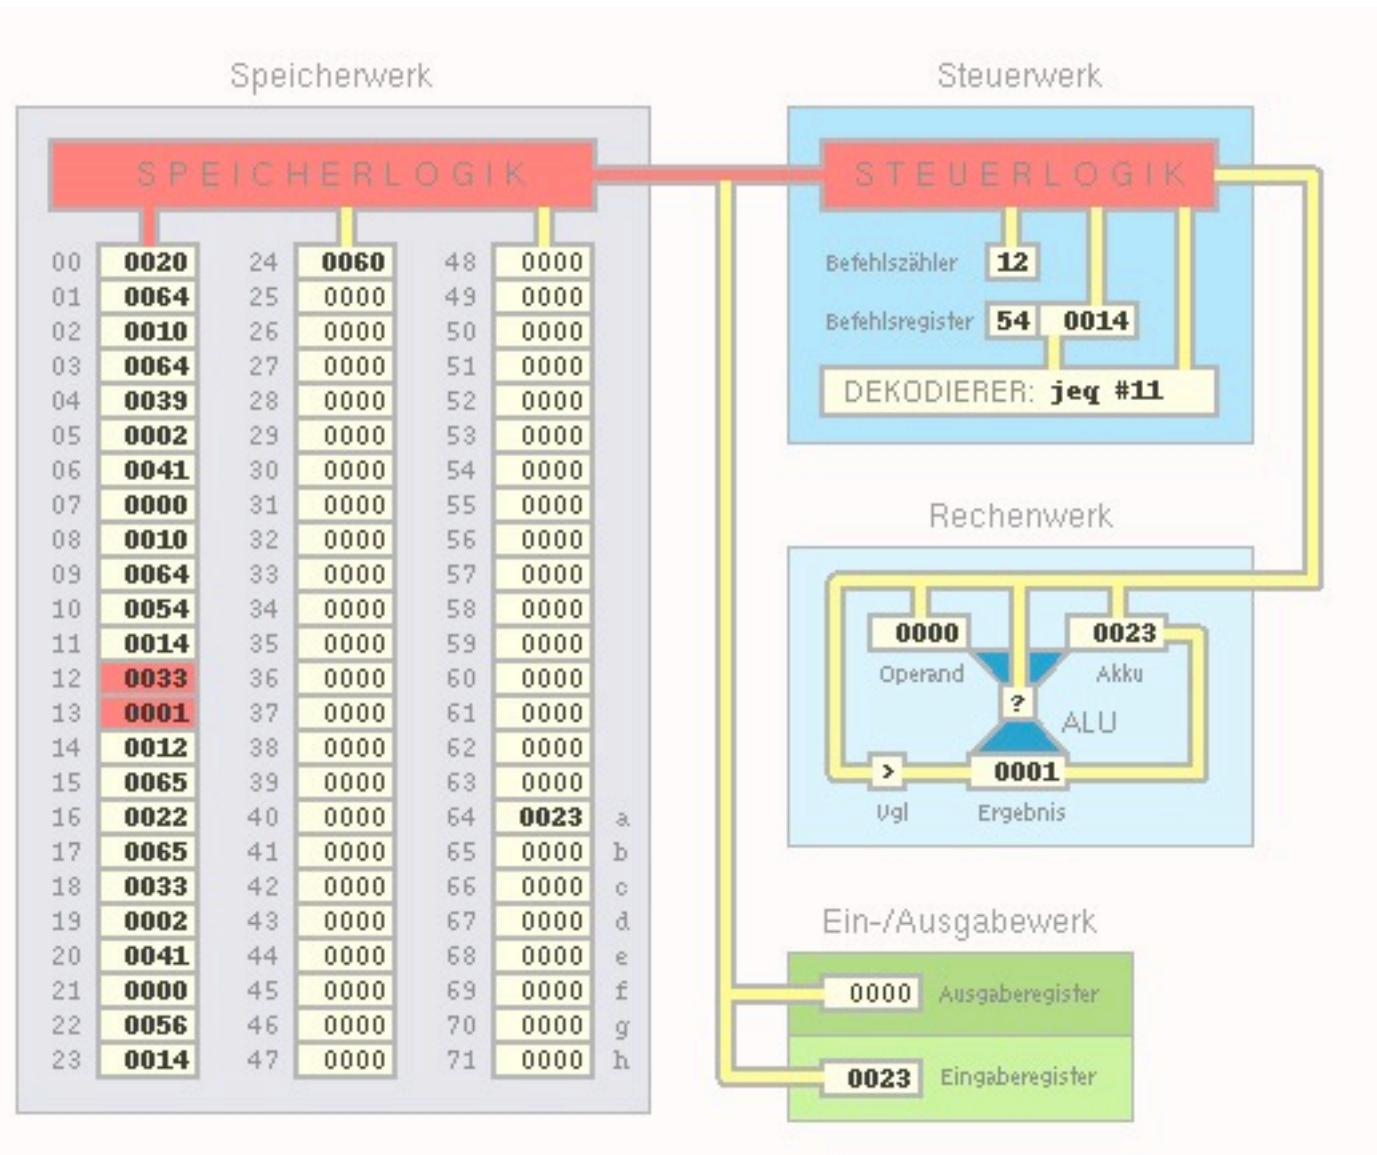 Speicherwerk
SPEICHERLOGIK
00 0020 24 0060 48 0000
01 0064 25 0000 49 0000
02 0010 26 0000 50 0000
03 0064 27 0000 51 0000
04 0039 28 0000 52 0000
05 0002 29 0000 53 0000
06 0041 30 0000 54 0000
07 0000 31 0000 55 0000
08 0010 32 0000 56 0000
09 0064 33 0000 57 0000
10 0054 34 0000 58 0000
11 0014 35 0000 59 0000
12 0033 36 0000 60 0000
13 0001 37 0000 61 0000
14 0012 38 0000 62 0000
15 0065 39 0000 63 0000
16 0022 40 0000 64 0023 a
17 0065 41 0000 65 0000 b
18 0033 42 0000 66 0000 c
19 0002 43 0000 67 0000 d
20 0041 44 0000 68 0000 e
21 0000 45 0000 69 0000 f
22 0056 46 0000 70 0000 g
23 0014 47 0000 71 0000 h
Steuerwerk
STEUERLOGIK
Befehlszähler 12
Befehlsregister 54 0014
DEKODIERER: jeq #11
Rechenwerk
0000 0023
Operand Akku
?
ALU
> 0001
Vgl Ergebnis
Ein-/Ausgabewerk
0000 Ausgaberegister
0023 Eingaberegister